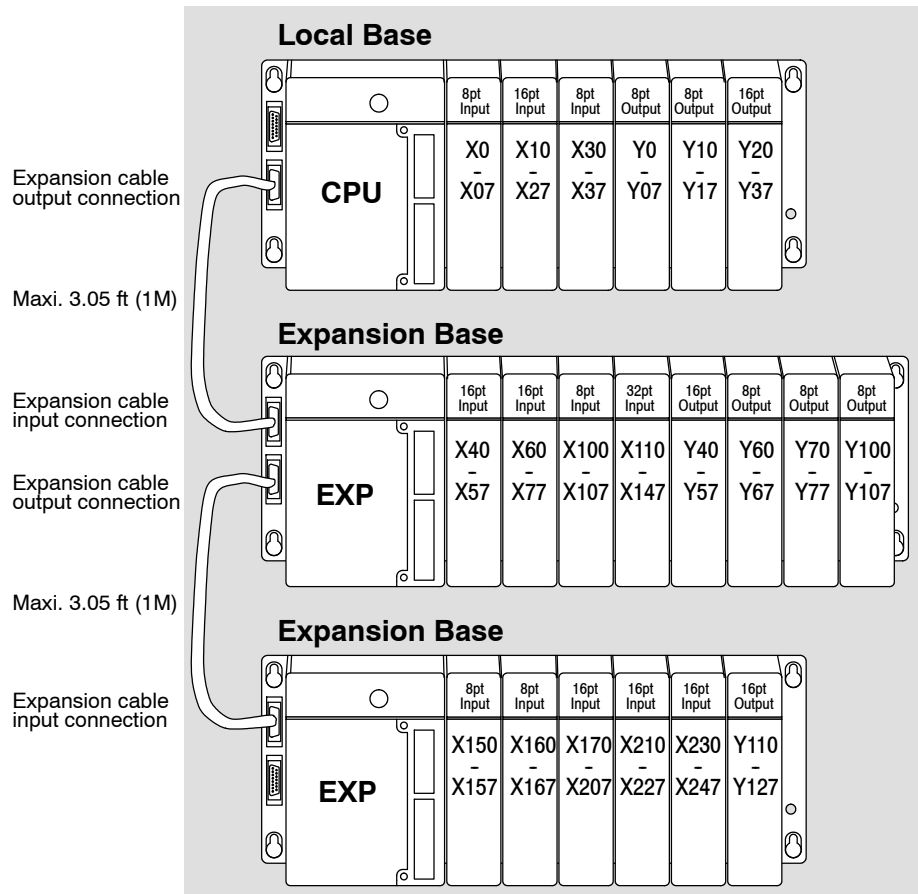 Local Base
8pt Input
16pt Input
8pt Input
8pt Output
8pt Output
16pt Output
CPU
X0 - X07
X10 - X27
X30 - X37
Y0 - Y07
Y10 - Y17
Y20 - Y37
Expansion cable
output connection
Maxi. 3.05 ft (1M)
Expansion Base
16pt Input
16pt Input
8pt Input
32pt Input
16pt Output
8pt Output
8pt Output
8pt Output
Expansion cable
input connection
EXP
X40 - X57
X60 - X77
X100 - X107
X110 - X147
Y40 - Y57
Y60 - Y67
Y70 - Y77
Y100 - Y107
Expansion cable
output connection
Maxi. 3.05 ft (1M)
Expansion Base
8pt Input
8pt Input
16pt Input
16pt Input
16pt Input
16pt Output
Expansion cable
input connection
EXP
X150 - X157
X160 - X167
X170 - X207
X210 - X227
X230 - X247
Y110 - Y127